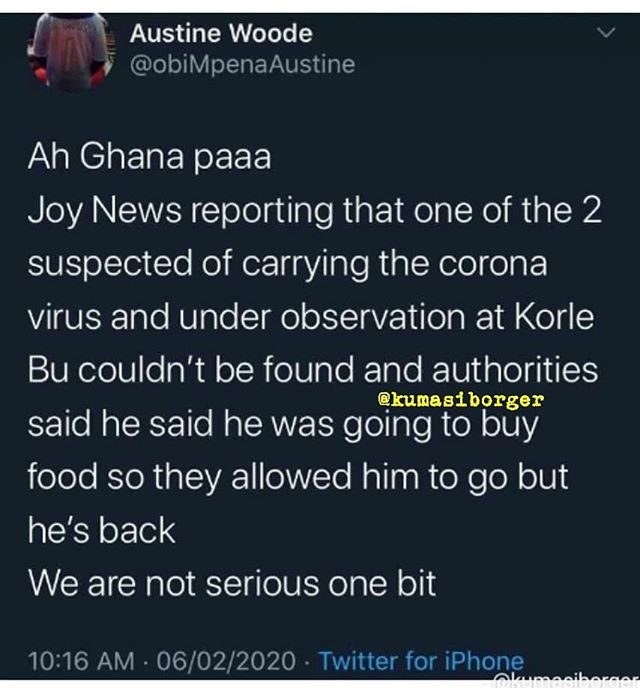 Austine Woode
@obiMpenaAustine
Ah Ghana paaa
Joy News reporting that one of the 2
suspected of carrying the corona
virus and under observation at Korle
Bu couldn't be found and authorities
@kumasiborger
said he said he was going to buy
food so they allowed him to go but
he's back
We are not serious one bit
10:16 AM · 06/02/2020 · Twitter for iPhone
@kumasiborger